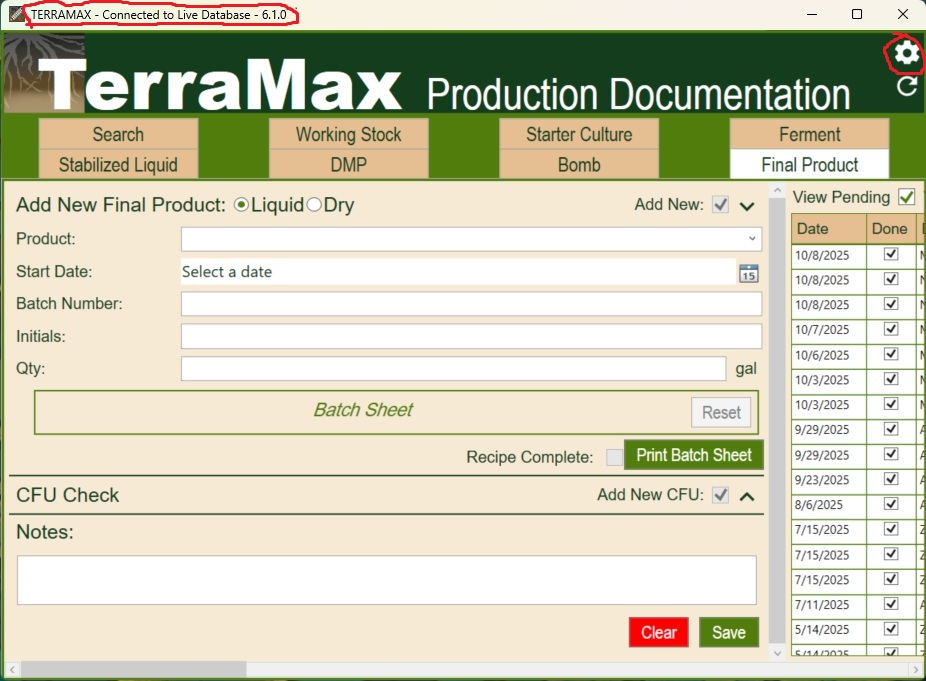 TERRAMAX - Connected to Live Database - 6.1.0
TerraMax Production Documentation
Search Working Stock Starter Culture Ferment
Stabilized Liquid DMP Bomb Final Product
Add New Final Product: Liquid Dry Add New:
Product:
Start Date: Select a date 15
Batch Number:
Initials:
Qty: gal
Batch Sheet Reset
Recipe Complete: Print Batch Sheet
CFU Check Add New CFU:
Notes:
Clear Save
View Pending
Date Done
10/8/2025
10/8/2025
10/8/2025
10/7/2025
10/6/2025
10/3/2025
10/3/2025
9/29/2025
9/29/2025
9/23/2025
8/6/2025
7/15/2025
7/15/2025
7/15/2025
7/11/2025
5/14/2025
5/14/2025